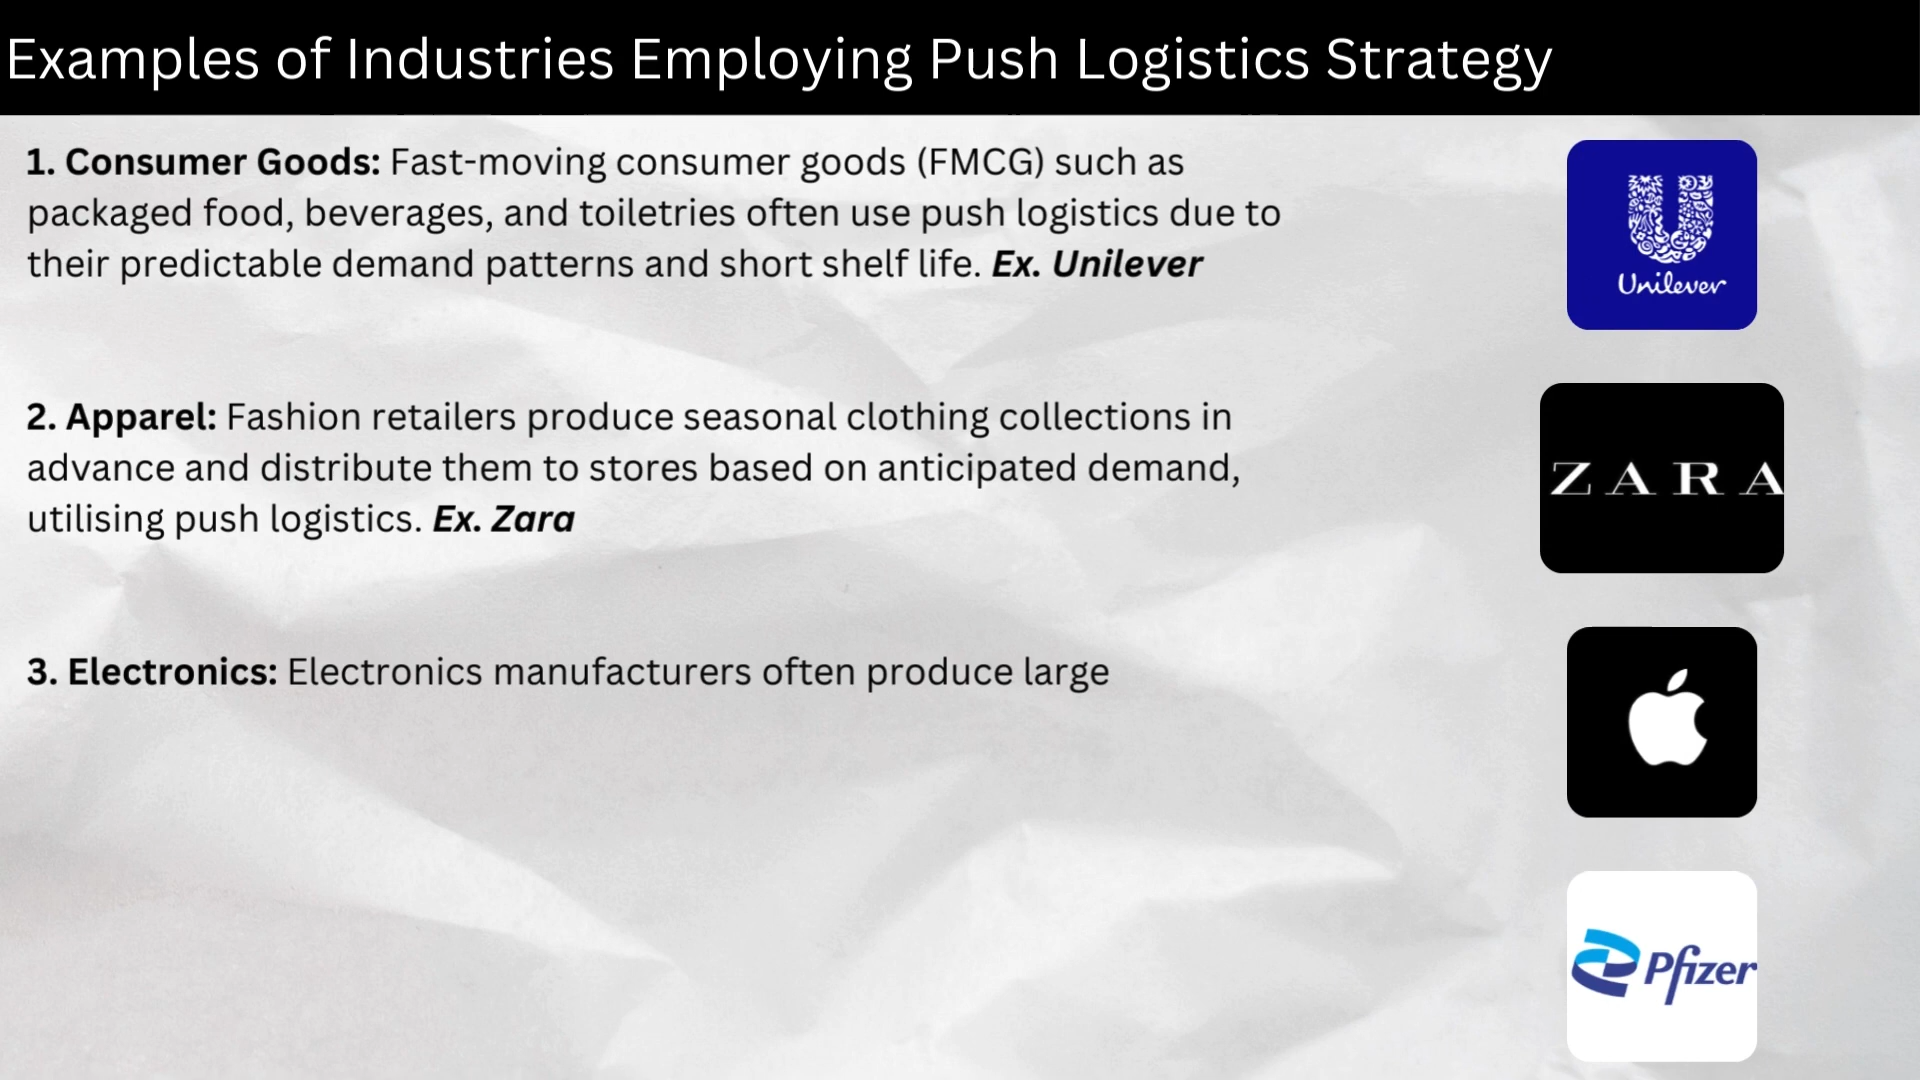 Examples of Industries Employing Push Logistics Strategy
1. Consumer Goods: Fast-moving consumer goods (FMCG) such as
packaged food, beverages, and toiletries often use push logistics due to
their predictable demand patterns and short shelf life. Ex. Unilever
Unilever
2. Apparel: Fashion retailers produce seasonal clothing collections in
advance and distribute them to stores based on anticipated demand,
utilising push logistics. Ex. Zara
ZARA
3. Electronics: Electronics manufacturers often produce large
Pfizer